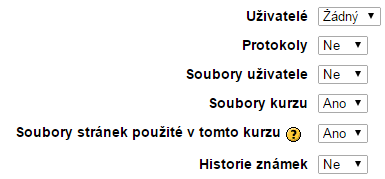 Uživatelé Žádný
Protokoly Ne
Soubory uživatele Ne
Soubory kurzu Ano
Soubory stránek použité v tomto kurzu ? Ano
Historie známek Ne